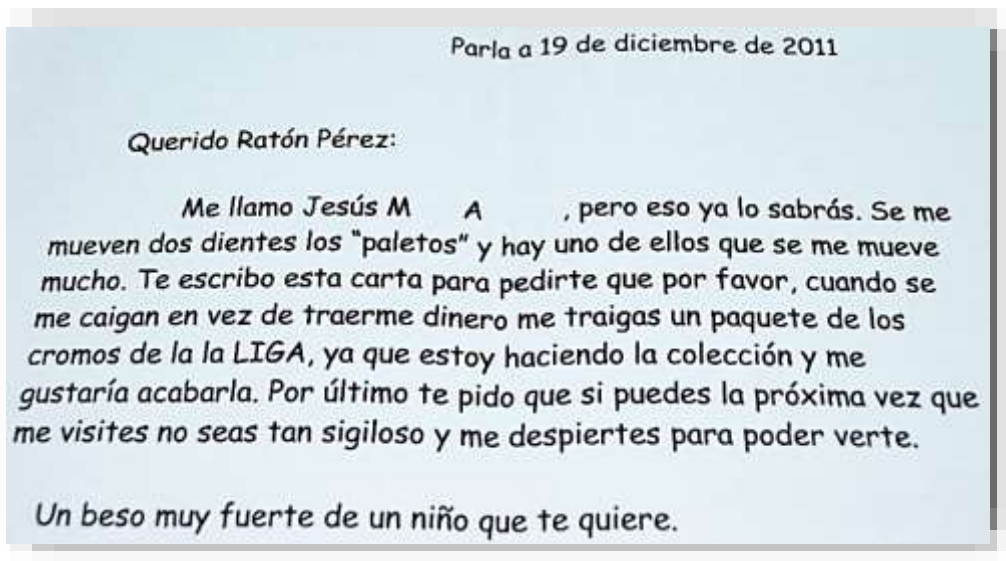 Parla a 19 de diciembre de 2011
Querido Ratón Pérez:
Me llamo Jesús M A , pero eso ya lo sabrás. Se me
mueven dos dientes los "paletos" y hay uno de ellos que se me mueve
mucho. Te escribo esta carta para pedirte que por favor, cuando se
me caigan en vez de traerme dinero me traigas un paquete de los
cromos de la la LIGA, ya que estoy haciendo la colección y me
gustaría acabarla. Por último te pido que si puedes la próxima vez que
me visites no seas tan sigiloso y me despiertes para poder verte.
Un beso muy fuerte de un niño que te quiere.